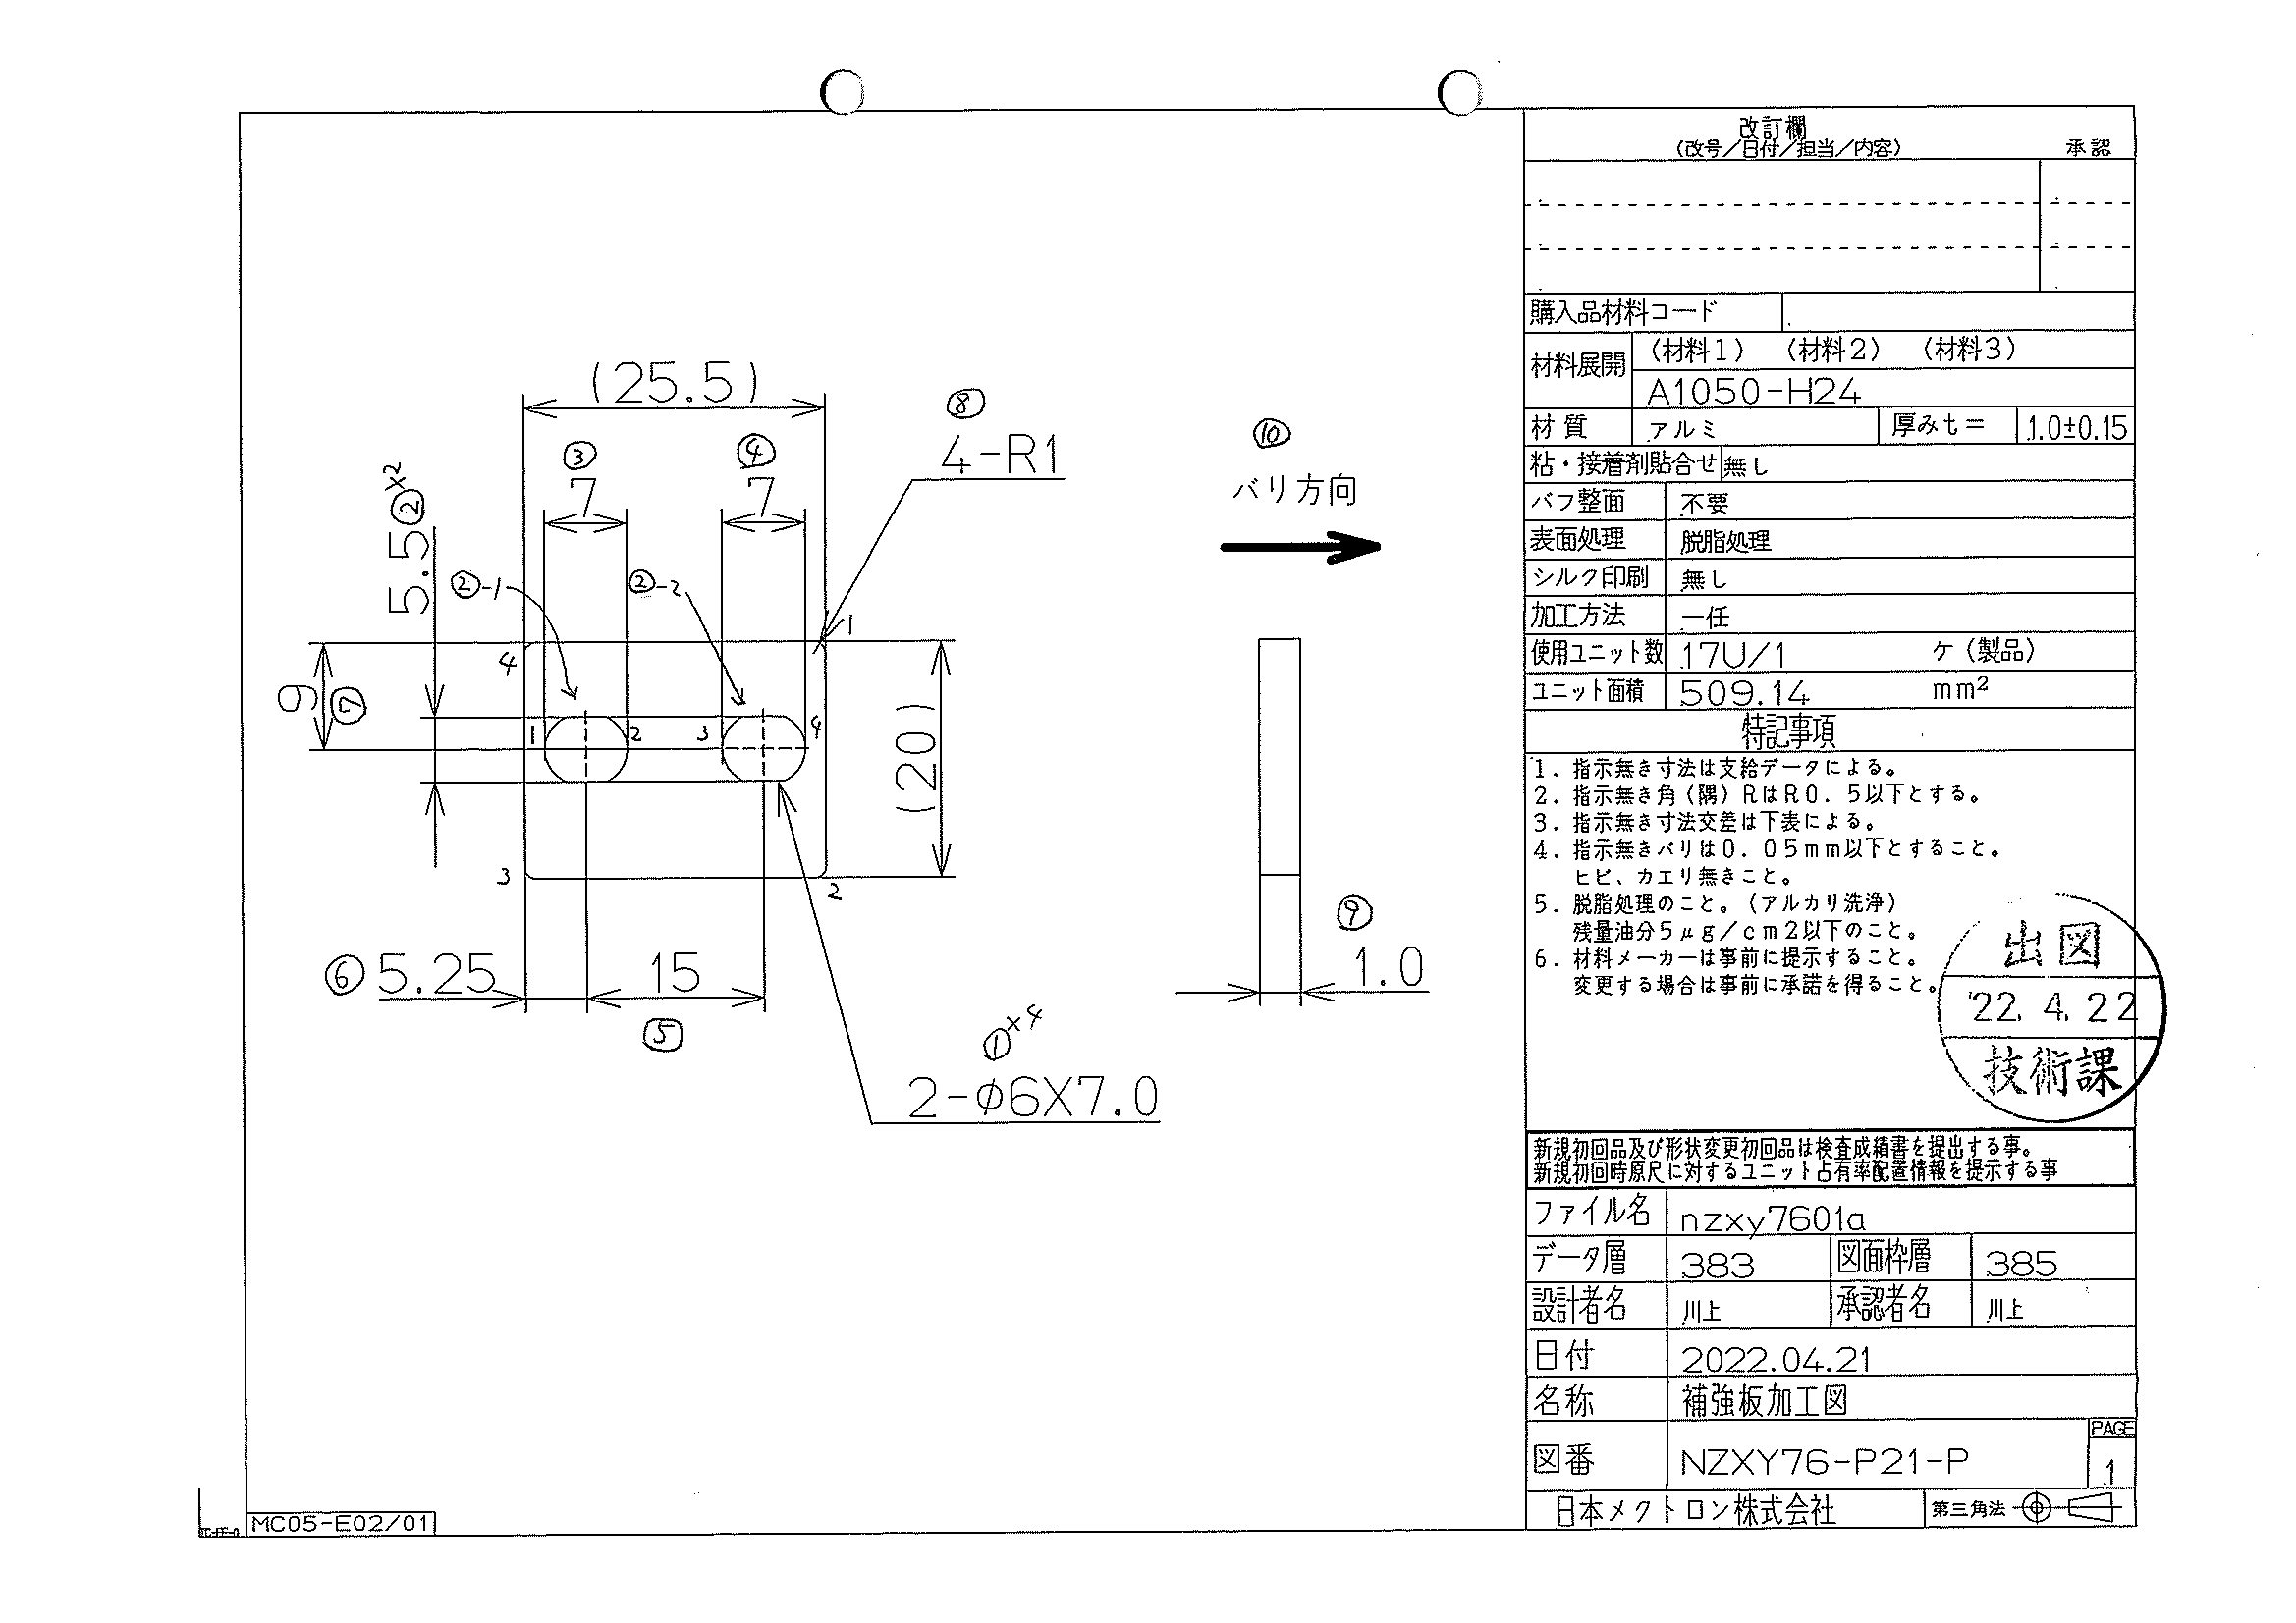 (25.5)
⑧
4-R1
③
④
7
7
5.5②×2
②-1
②-2
1
4
9⑦
1
2
3
4
(20)
3
2
⑥5.25
15
⑤
①×4
2-φ6X7.0
⑩
バリ方向
⑨
1.0
MC05-E02/01
改訂欄
(改号/日付/担当/内容)
承認
購入品材料コード
材料展開
(材料1) (材料2) (材料3)
A1050-H24
材質 アルミ 厚みt= 1.0±0.15
粘・接着剤貼合せ 無し
バフ整面 不要
表面処理 脱脂処理
シルク印刷 無し
加工方法 一任
使用ユニット数 17U/1 ケ(製品)
ユニット面積 509.14 mm²
特記事項
1. 指示無き寸法は支給データによる。
2. 指示無き角(隅)RはR0.5以下とする。
3. 指示無き寸法交差は下表による。
4. 指示無きバリは0.05mm以下とすること。
ヒビ、カエリ無きこと。
5. 脱脂処理のこと。(アルカリ洗浄)
残量油分5μg/cm2以下のこと。
6. 材料メーカーは事前に提示すること。
変更する場合は事前に承諾を得ること。
出図
'22. 4. 22
技術課
新規初回品及び形状変更初回品は検査成績書を提出する事。
新規初回時原尺に対するユニット占有率配置情報を提示する事
ファイル名 nzxy7601a
データ層 383 図面枠層 385
設計者名 川上 承認者名 川上
日付 2022.04.21
名称 補強板加工図
図番 NZXY76-P21-P
PAGE
1
日本メクトロン株式会社 第三角法